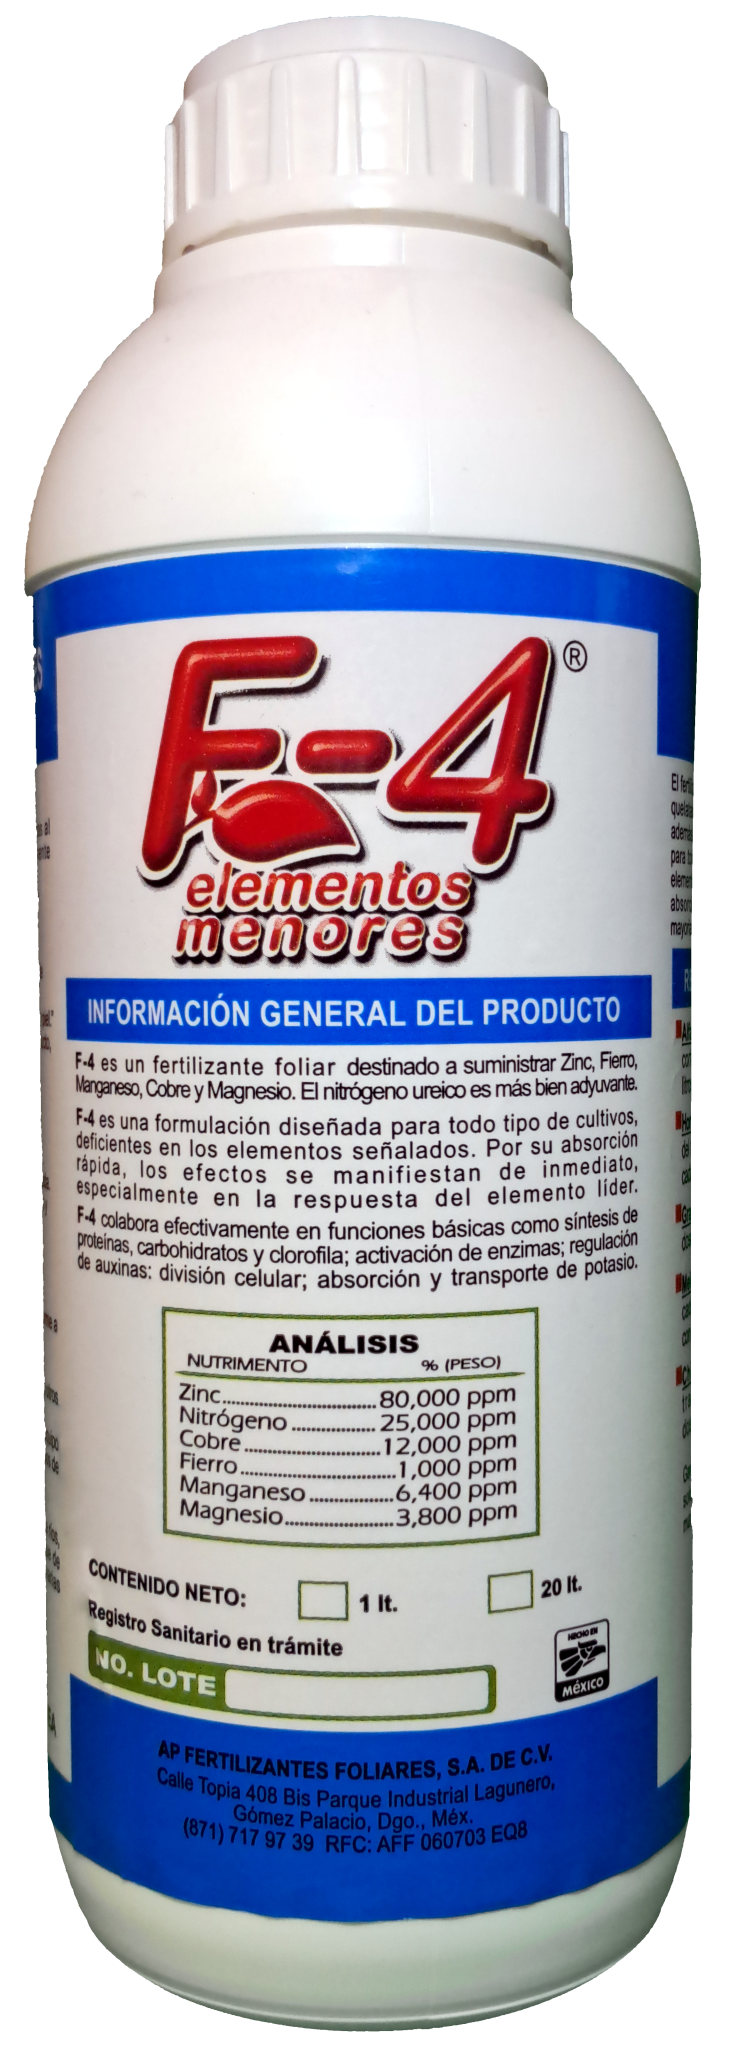 F-4®
elementos
menores
INFORMACIÓN GENERAL DEL PRODUCTO
F-4 es un fertilizante foliar destinado a suministrar Zinc, Fierro,
Manganeso, Cobre y Magnesio. El nitrógeno ureico es más bien adyuvante.
F-4 es una formulación diseñada para todo tipo de cultivos,
deficientes en los elementos señalados. Por su absorción
rápida, los efectos se manifiestan de inmediato,
especialmente en la respuesta del elemento líder.
F-4 colabora efectivamente en funciones básicas como síntesis de
proteínas, carbohidratos y clorofila; activación de enzimas; regulación
de auxinas: división celular; absorción y transporte de potasio.
ANÁLISIS
NUTRIMENTO % (PESO)
Zinc................................80,000 ppm
Nitrógeno..................25,000 ppm
Cobre.............................12,000 ppm
Fierro.................................1,000 ppm
Manganeso..................6,400 ppm
Magnesio.......................3,800 ppm
CONTENIDO NETO: 1 lt. 20 lt.
Registro Sanitario en trámite
NO. LOTE
HECHO EN
MÉXICO
AP FERTILIZANTES FOLIARES, S.A. DE C.V.
Calle Topia 408 Bis Parque Industrial Lagunero,
Gómez Palacio, Dgo., Méx.
(871) 717 97 39 RFC: AFF 060703 EQ8
El
para